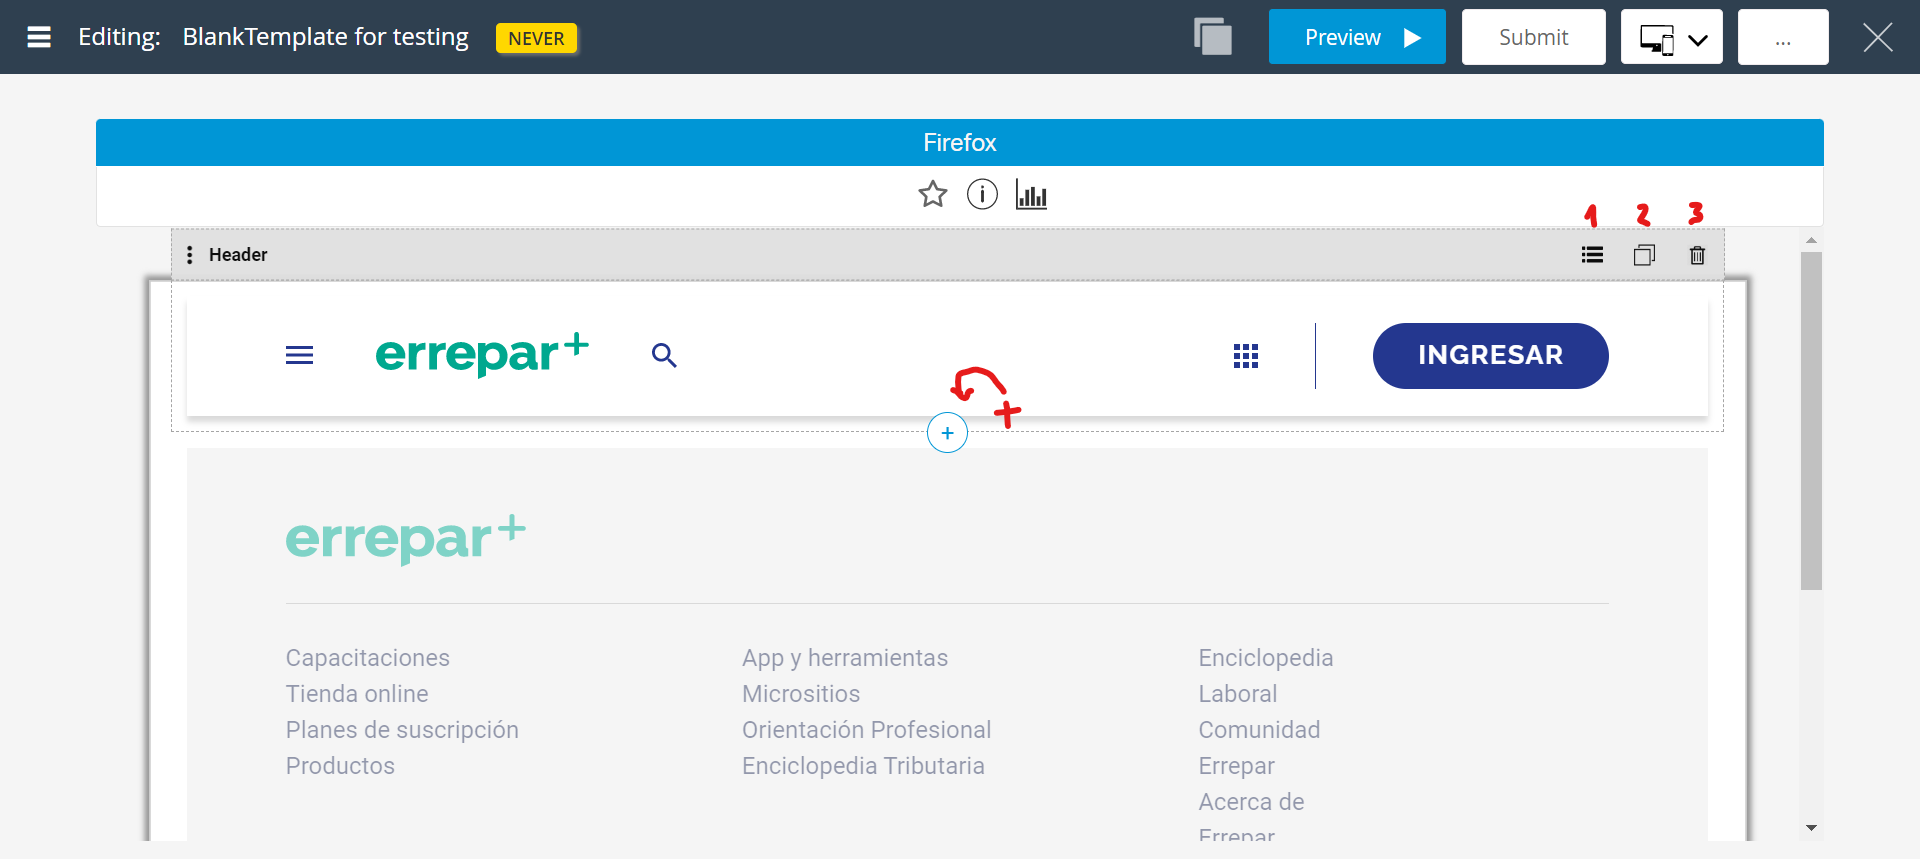 Editing: BlankTemplate for testing NEVER Preview Submit ...
Firefox
1 2 3
Header
errepar+ INGRESAR
+
+
errepar+
Capacitaciones App y herramientas Enciclopedia
Tienda online Micrositios Laboral
Planes de suscripción Orientación Profesional Comunidad
Productos Enciclopedia Tributaria Errepar
Acerca de
Errepar